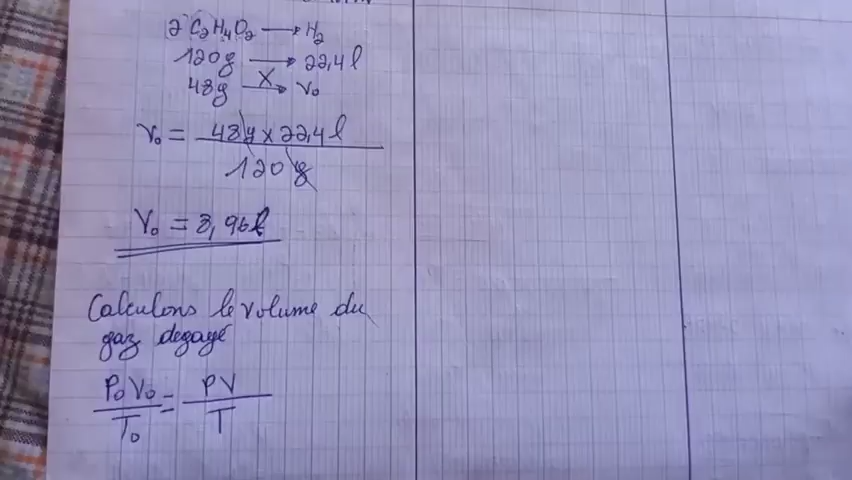 2 C₂H₄O₂ → H₂
120g → 22,4 l
48g X → V₀
V₀ = 48g x 22,4 l
120 g
V₀ = 8,96 l
Calculons le volume du
gaz degagé
P₀V₀ = PV
T₀ T